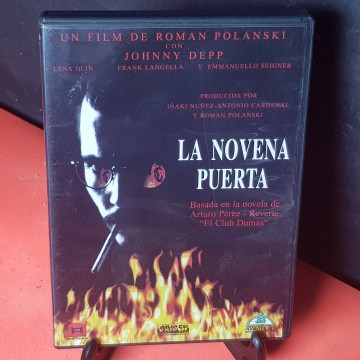 UN FILM DE ROMAN POLANSKI
CON
JOHNNY DEPP
LENA OLIN FRANK LANGELLA Y EMMANUELLO SEIGNER
PRODUCIDA POR
IÑAKI NUÑEZ-ANTONIO CARDENAL
Y ROMAN POLANSKI
LA NOVENA
PUERTA
Basada en la novela de
Arturo Pérez - Reverte
"El Club Dumas"